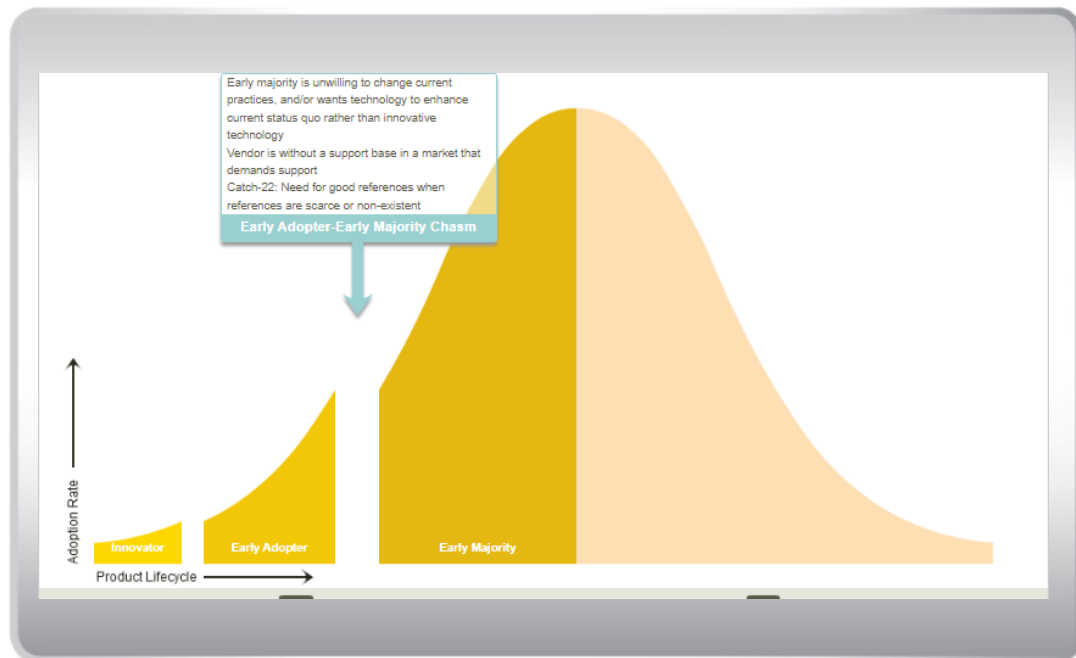 Early majority is unwilling to change current
practices, and/or wants technology to enhance
current status quo rather than innovative
technology
Vendor is without a support base in a market that
demands support
Catch-22: Need for good references when
references are scarce or non-existent
Early Adopter-Early Majority Chasm
Adoption Rate
Innovator
Early Adopter
Early Majority
Product Lifecycle